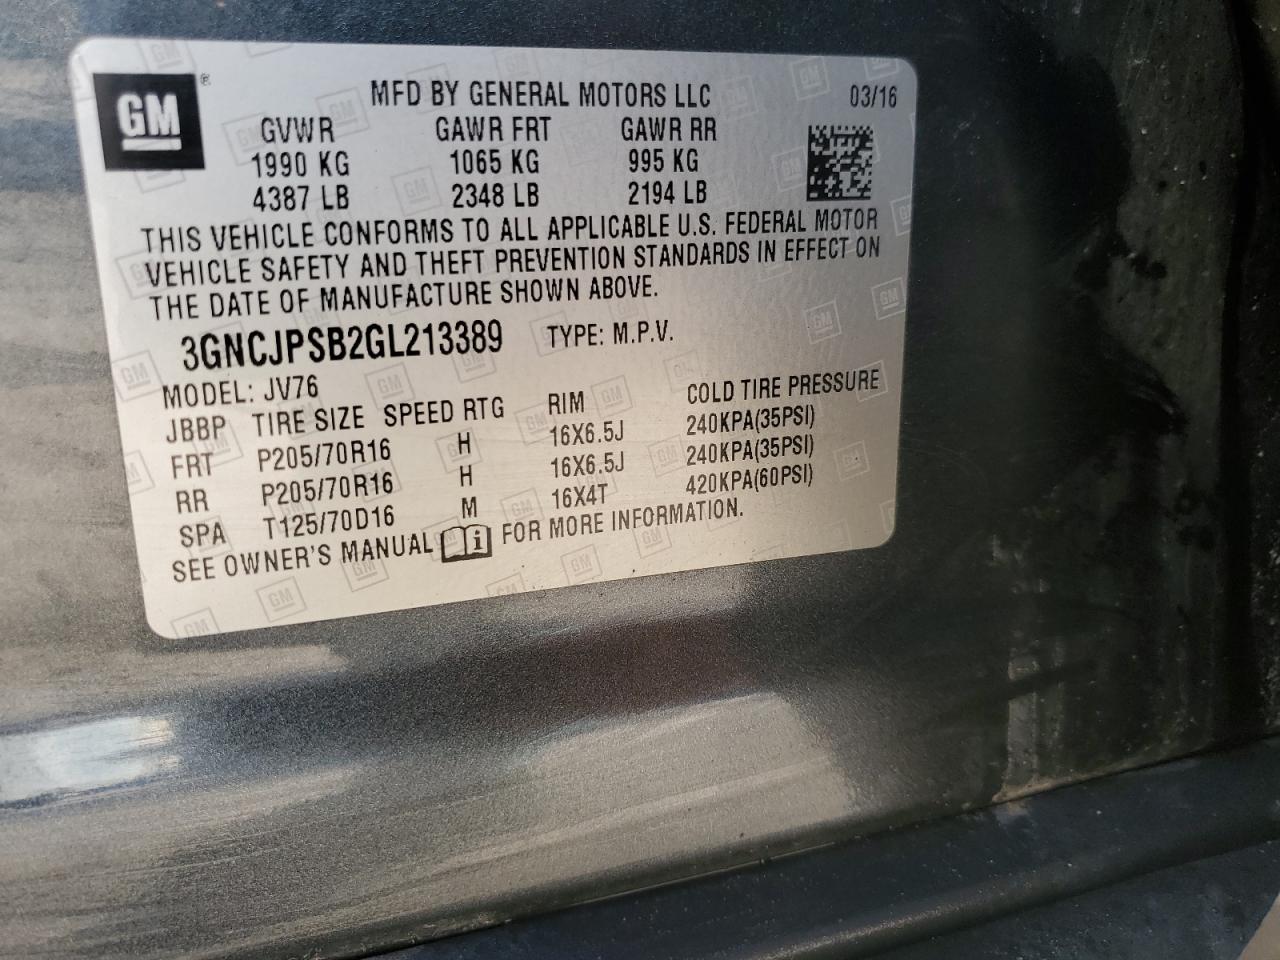 GM ®
MFD BY GENERAL MOTORS LLC 03/16
GVWR GAWR FRT GAWR RR
1990 KG 1065 KG 995 KG
4387 LB 2348 LB 2194 LB
THIS VEHICLE CONFORMS TO ALL APPLICABLE U.S. FEDERAL MOTOR
VEHICLE SAFETY AND THEFT PREVENTION STANDARDS IN EFFECT ON
THE DATE OF MANUFACTURE SHOWN ABOVE.
3GNCJPSB2GL213389 TYPE: M.P.V.
MODEL: JV76
JBBP TIRE SIZE SPEED RTG RIM COLD TIRE PRESSURE
FRT P205/70R16 H 16X6.5J 240KPA(35PSI)
RR P205/70R16 H 16X6.5J 240KPA(35PSI)
SPA T125/70D16 M 16X4T 420KPA(60PSI)
SEE OWNER'S MANUAL i FOR MORE INFORMATION.